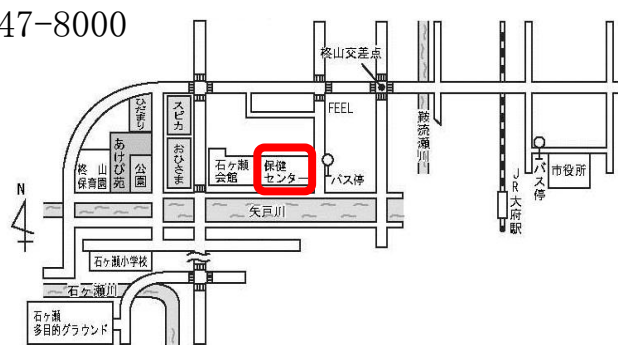 47-8000
柊山交差点
ひだまり
スピカ
FEEL
鞍流瀬川
あけび苑
おひさま
柊山
保育園
公園
石ヶ瀬
会館
保健
センター
バス停
バス停
市役所
JR大府駅
N
矢戸川
石ヶ瀬小学校
石ヶ瀬川
石ヶ瀬
多目的グラウンド